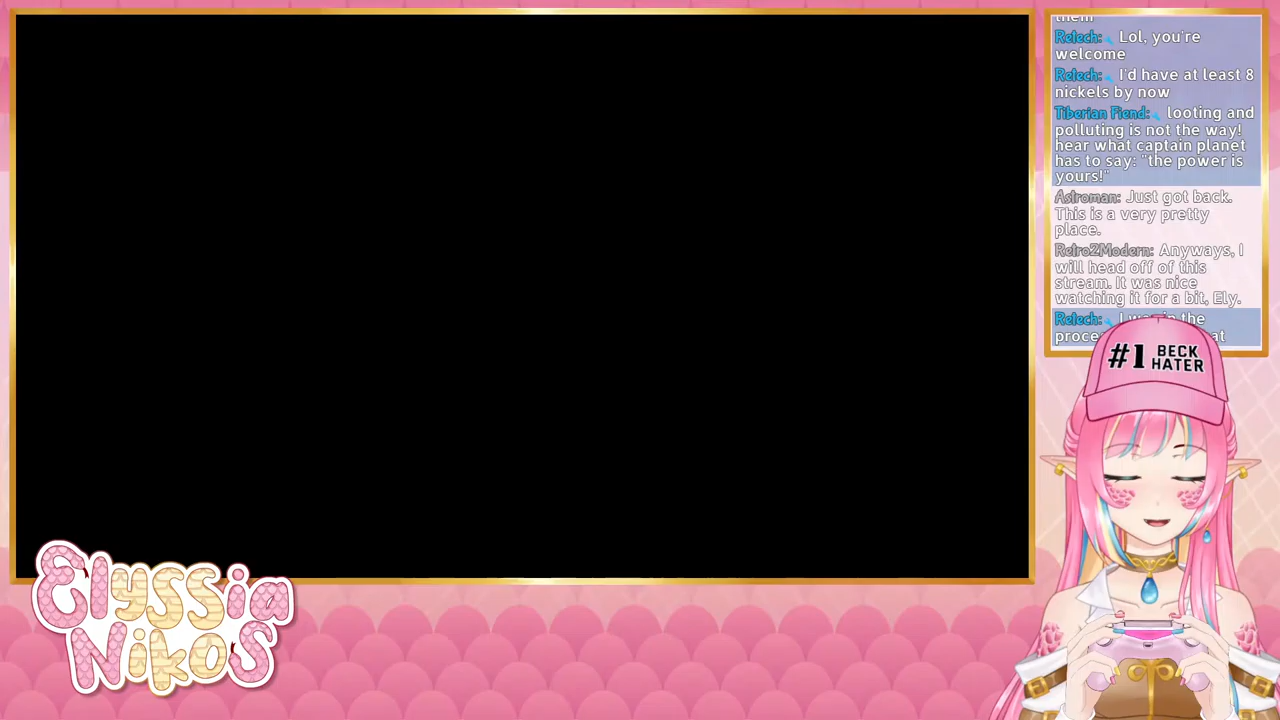 them
Retech: Lol, you're
welcome
Retech: I'd have at least 8
nickels by now
Tiberian Fiend: looting and
polluting is not the way!
hear what captain planet
has to say: "the power is
yours!"
Astroman: Just got back.
This is a very pretty
place.
Retro2Modern: Anyways, I
will head off of this
stream. It was nice
watching it for a bit, Ely.
Retech: I the
#1 BECK
HATER
Elyssia
Nikos